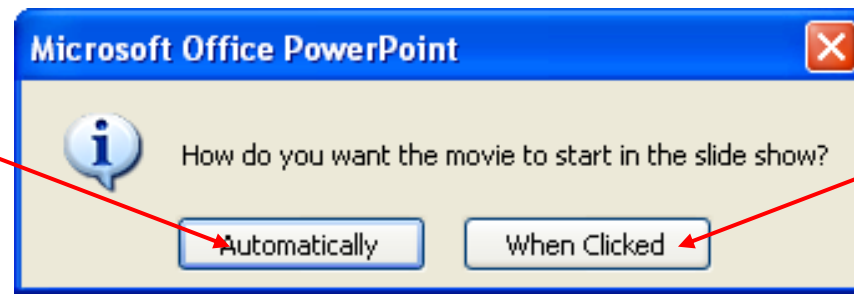 Microsoft Office PowerPoint
How do you want the movie to start in the slide show?
Automatically
When Clicked